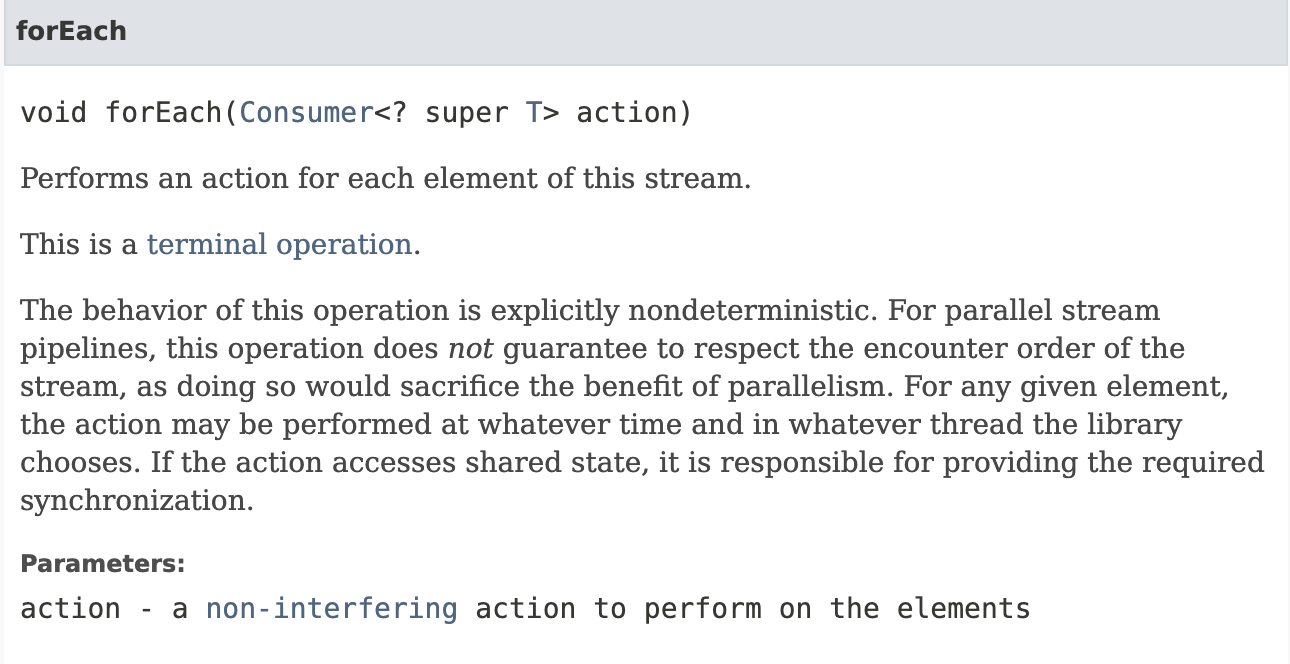 forEach
void forEach(Consumer<? super T> action)
Performs an action for each element of this stream.
This is a terminal operation.
The behavior of this operation is explicitly nondeterministic. For parallel stream
pipelines, this operation does not guarantee to respect the encounter order of the
stream, as doing so would sacrifice the benefit of parallelism. For any given element,
the action may be performed at whatever time and in whatever thread the library
chooses. If the action accesses shared state, it is responsible for providing the required
synchronization.
Parameters:
action - a non-interfering action to perform on the elements